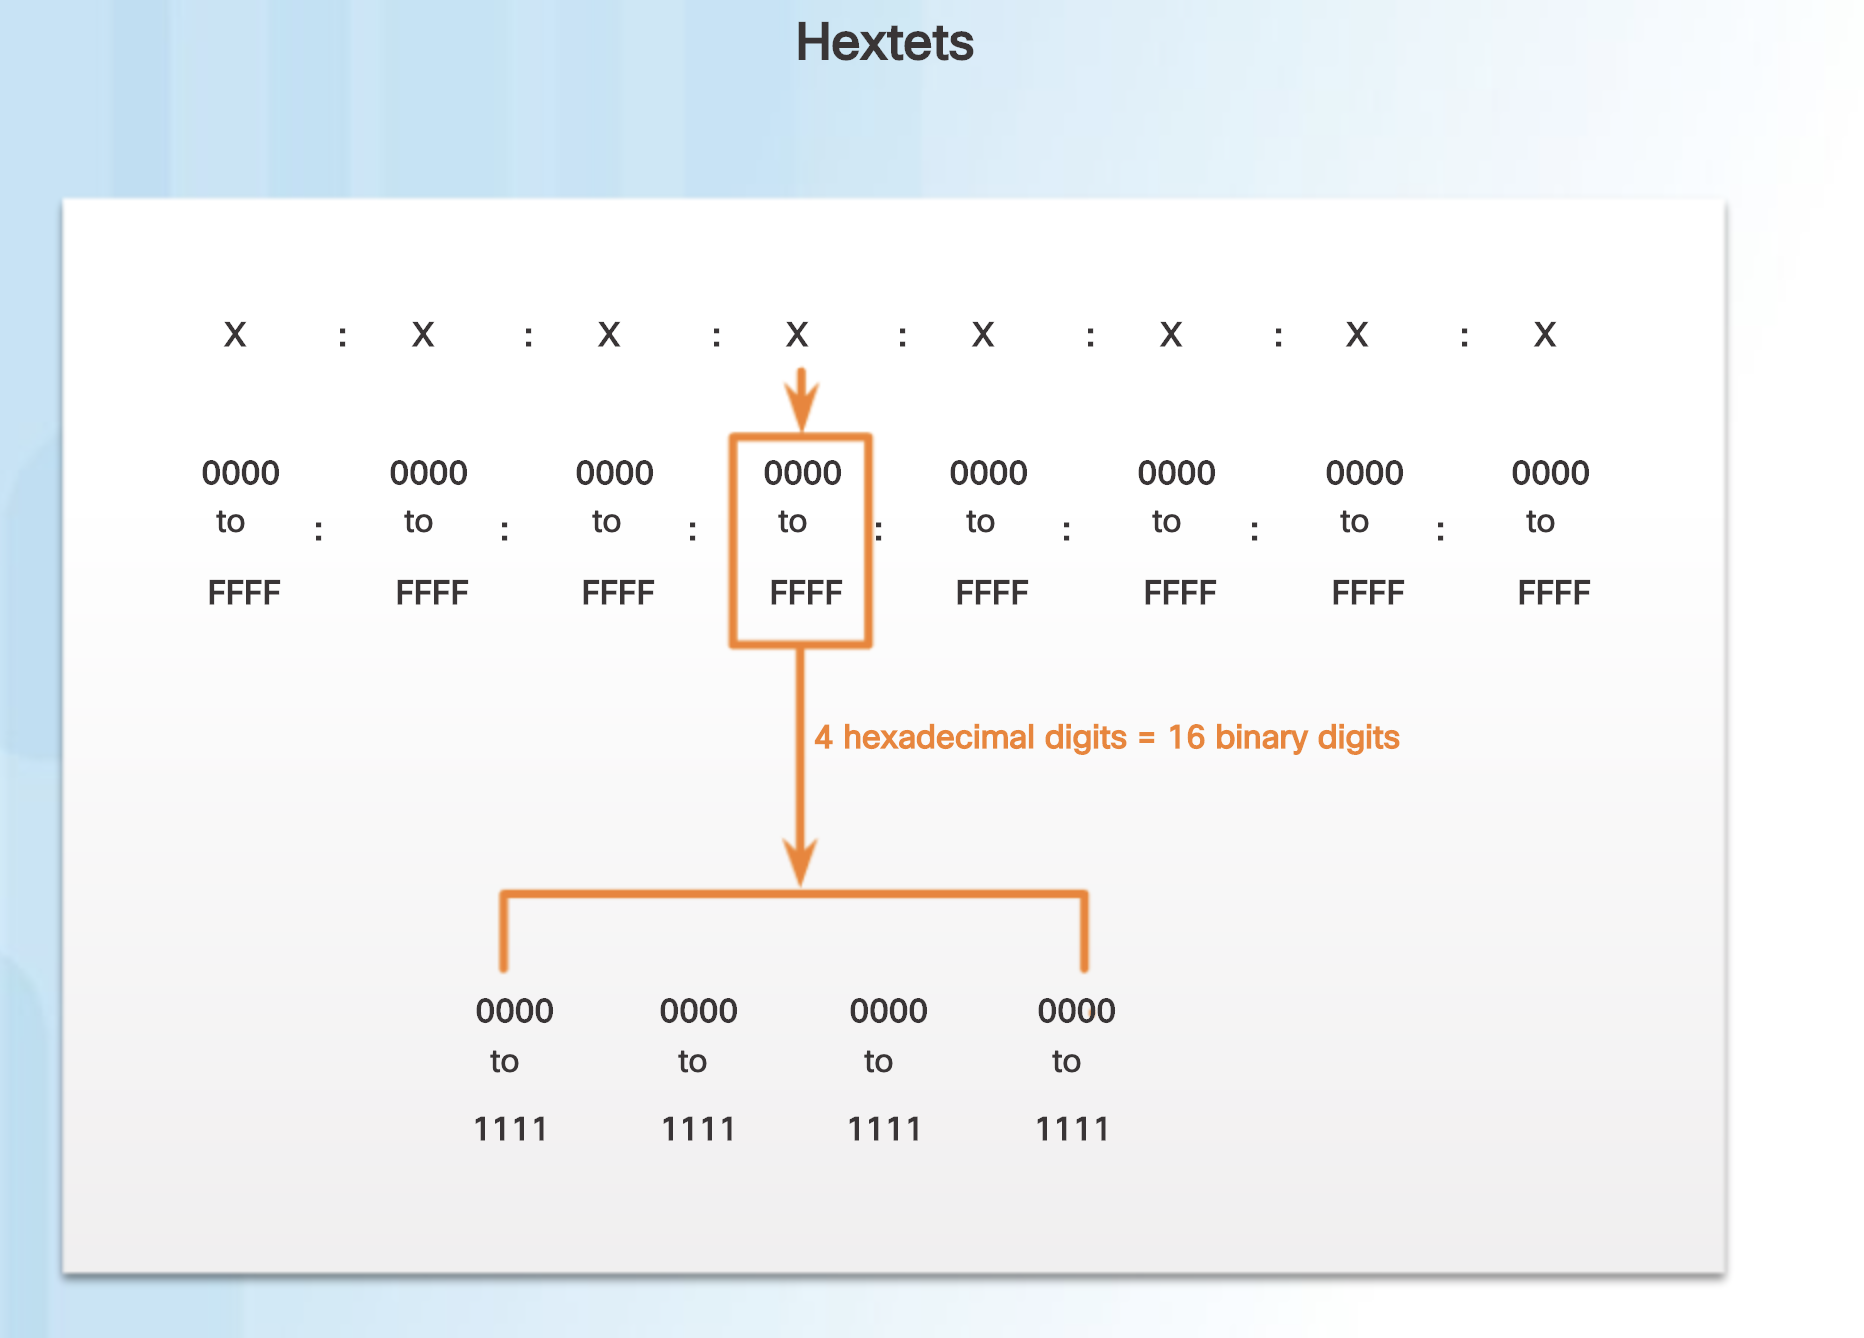 Hextets
X : X : X : X : X : X : X : X
0000 0000 0000 0000 0000 0000 0000 0000
to : to : to : to : to : to : to : to
FFFF FFFF FFFF FFFF FFFF FFFF FFFF FFFF
4 hexadecimal digits = 16 binary digits
0000 0000 0000 0000
to to to to
1111 1111 1111 1111